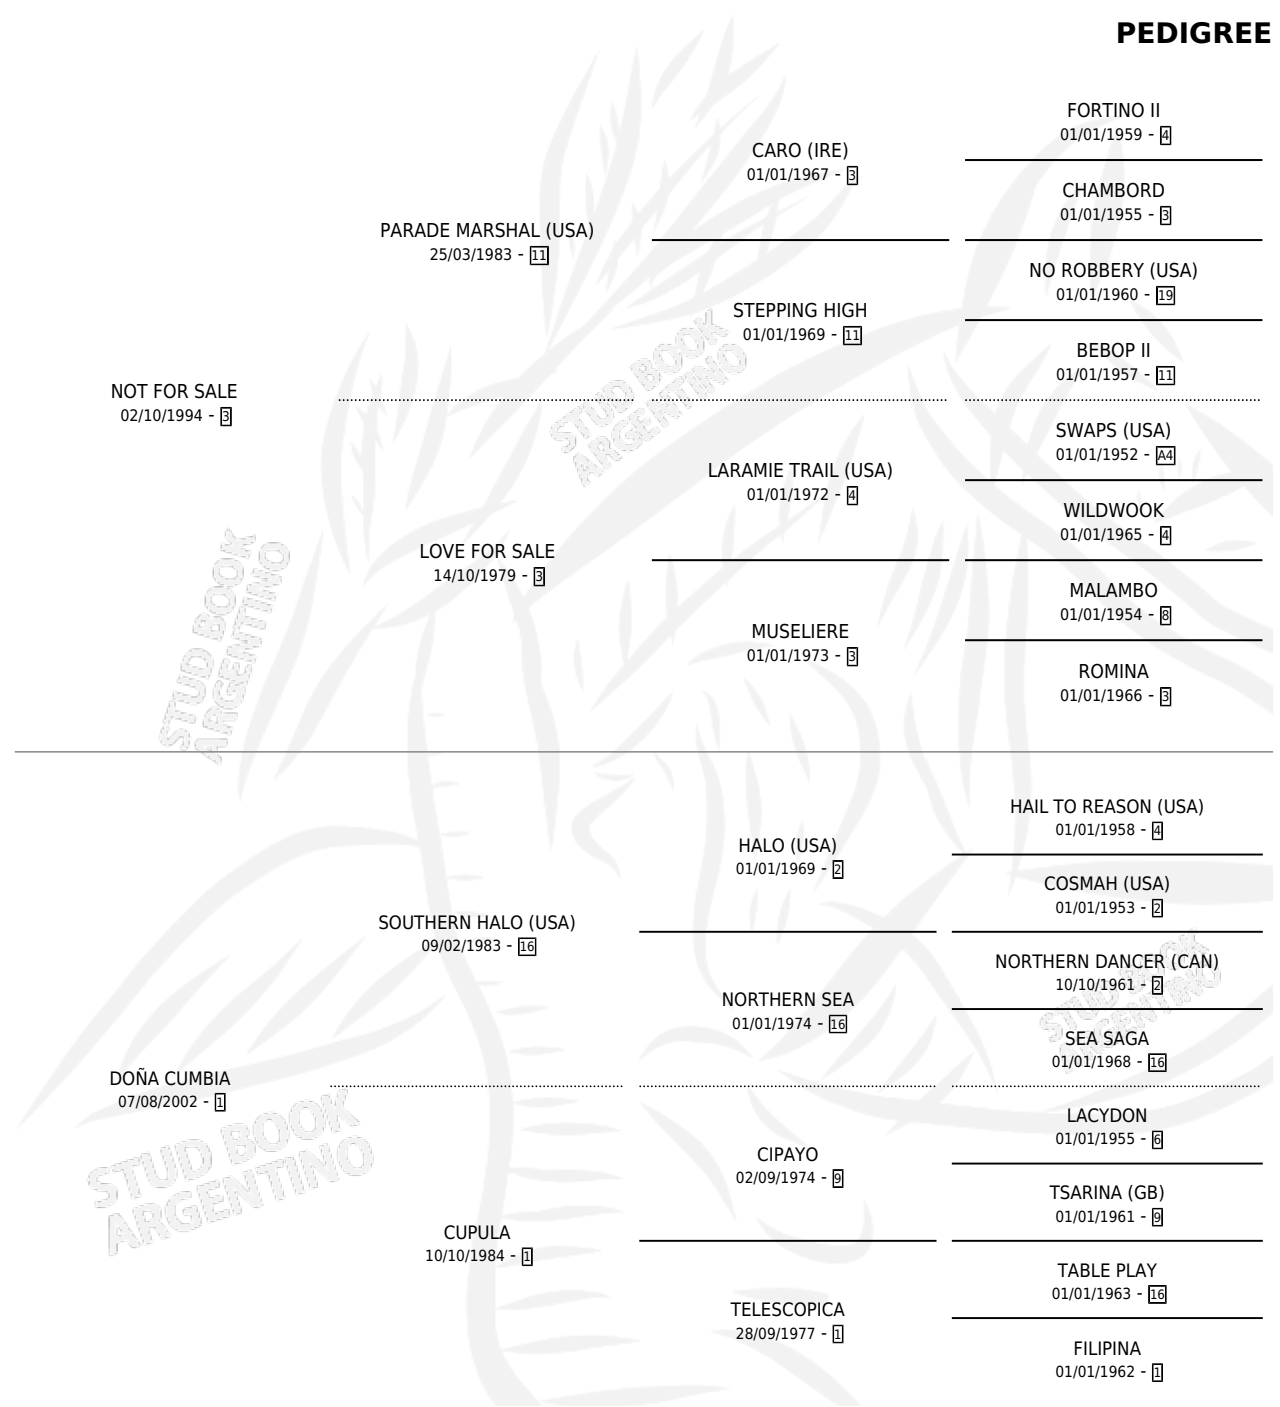 PEDIGREE
FORTINO II
01/01/1959 - 4
CARO (IRE)
01/01/1967 - 3
CHAMBORD
01/01/1955 - 3
PARADE MARSHAL (USA)
25/03/1983 - 11
NO ROBBERY (USA)
01/01/1960 - 19
STEPPING HIGH
01/01/1969 - 11
BEBOP II
01/01/1957 - 11
NOT FOR SALE
02/10/1994 - 3
SWAPS (USA)
01/01/1952 - A4
LARAMIE TRAIL (USA)
01/01/1972 - 4
WILDWOOK
01/01/1965 - 4
LOVE FOR SALE
14/10/1979 - 3
MALAMBO
01/01/1954 - 8
MUSELIERE
01/01/1973 - 3
ROMINA
01/01/1966 - 3
HAIL TO REASON (USA)
01/01/1958 - 4
HALO (USA)
01/01/1969 - 2
COSMAH (USA)
01/01/1953 - 2
SOUTHERN HALO (USA)
09/02/1983 - 16
NORTHERN DANCER (CAN)
10/10/1961 - 2
NORTHERN SEA
01/01/1974 - 16
SEA SAGA
01/01/1968 - 16
DOÑA CUMBIA
07/08/2002 - 1
LACYDON
01/01/1955 - 6
CIPAYO
02/09/1974 - 9
TSARINA (GB)
01/01/1961 - 9
CUPULA
10/10/1984 - 1
TABLE PLAY
01/01/1963 - 16
TELESCOPICA
28/09/1977 - 1
FILIPINA
01/01/1962 - 1
STUD BOOK
ARGENTINO
STUD BOOK
ARGENTINO
STUD BOOK
ARGENTINO
STUD BOOK
ARGENTINO